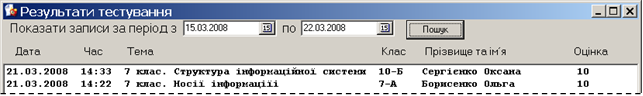 Результати тестування
Показати записи за період з 15.03.2008 по 22.03.2008 Пошук
Дата Час Тема Клас Прізвище та ім'я Оцінка
21.03.2008 14:33 7 клас. Структура інформаційної системи 10-Б Сергієнко Оксана 10
21.03.2008 14:22 7 клас. Носії інформаціії 7-А Борисенко Ольга 10